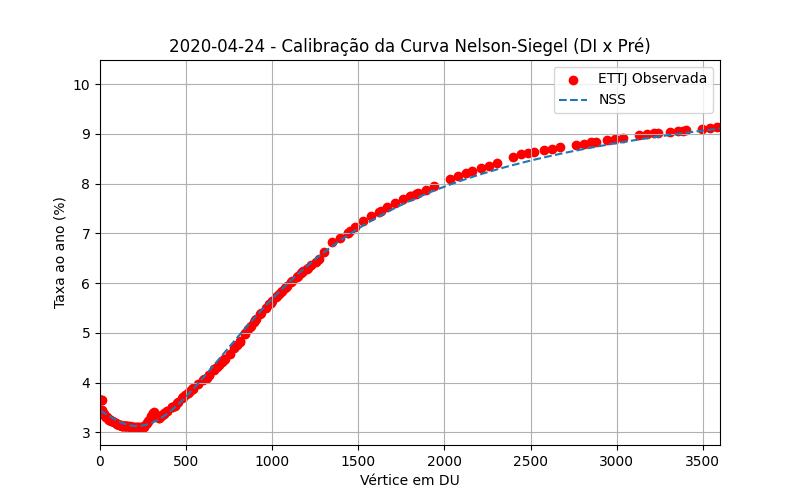 2020-04-24 - Calibração da Curva Nelson-Siegel (DI x Pré)
ETTJ Observada
NSS
Taxa ao ano (%)
10
9
8
7
6
5
4
3
0 500 1000 1500 2000 2500 3000 3500
Vértice em DU